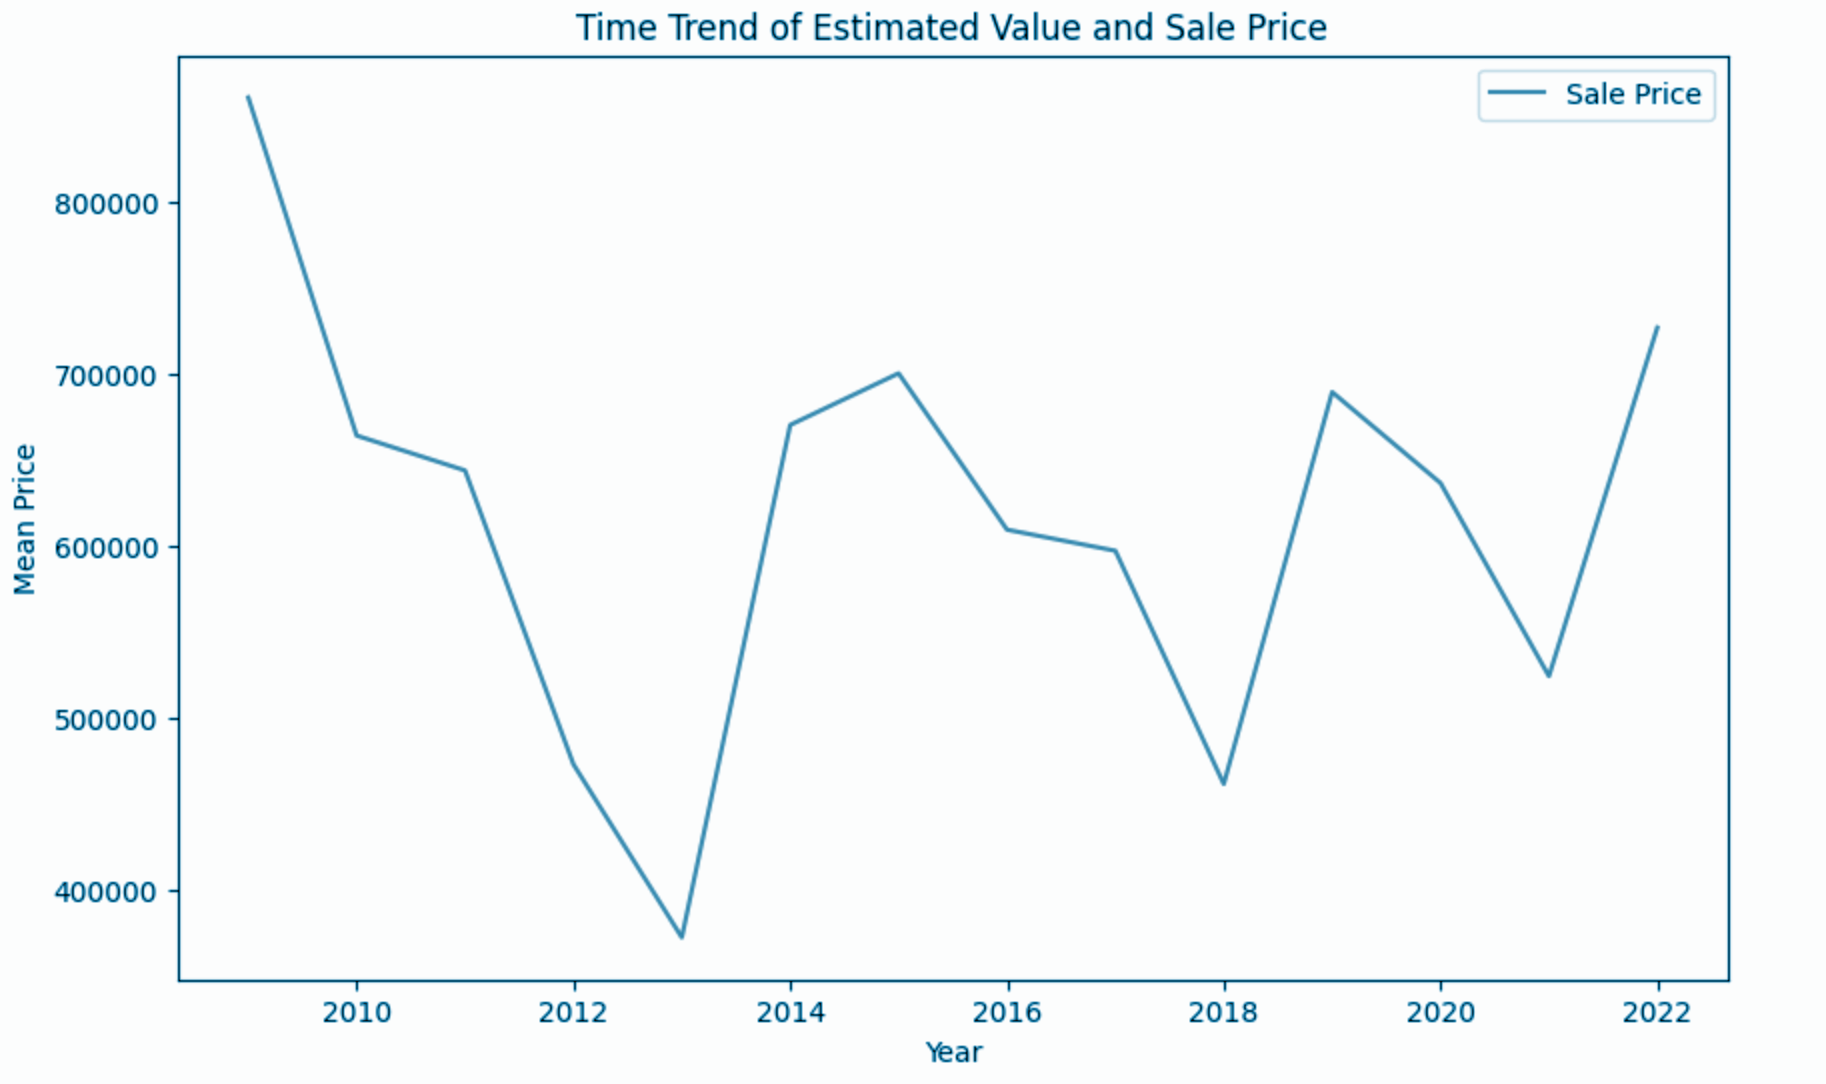 Time Trend of Estimated Value and Sale Price
Sale Price
800000
700000
600000
500000
400000
Mean Price
2010 2012 2014 2016 2018 2020 2022
Year